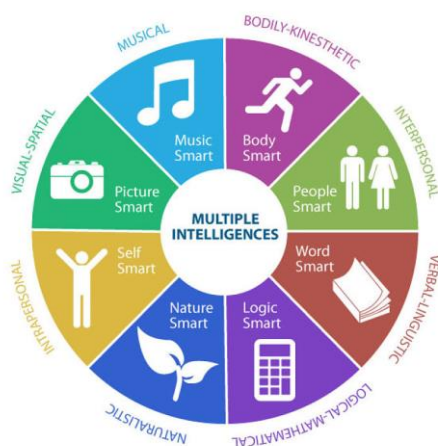 MUSICAL
BODILY-KINESTHETIC
INTERPERSONAL
VERBAL-LINGUISTIC
LOGICAL-MATHEMATICAL
NATURALISTIC
INTRAPERSONAL
VISUAL-SPATIAL
Music
Smart
Body
Smart
People
Smart
Word
Smart
Logic
Smart
Nature
Smart
Self
Smart
Picture
Smart
MULTIPLE
INTELLIGENCES